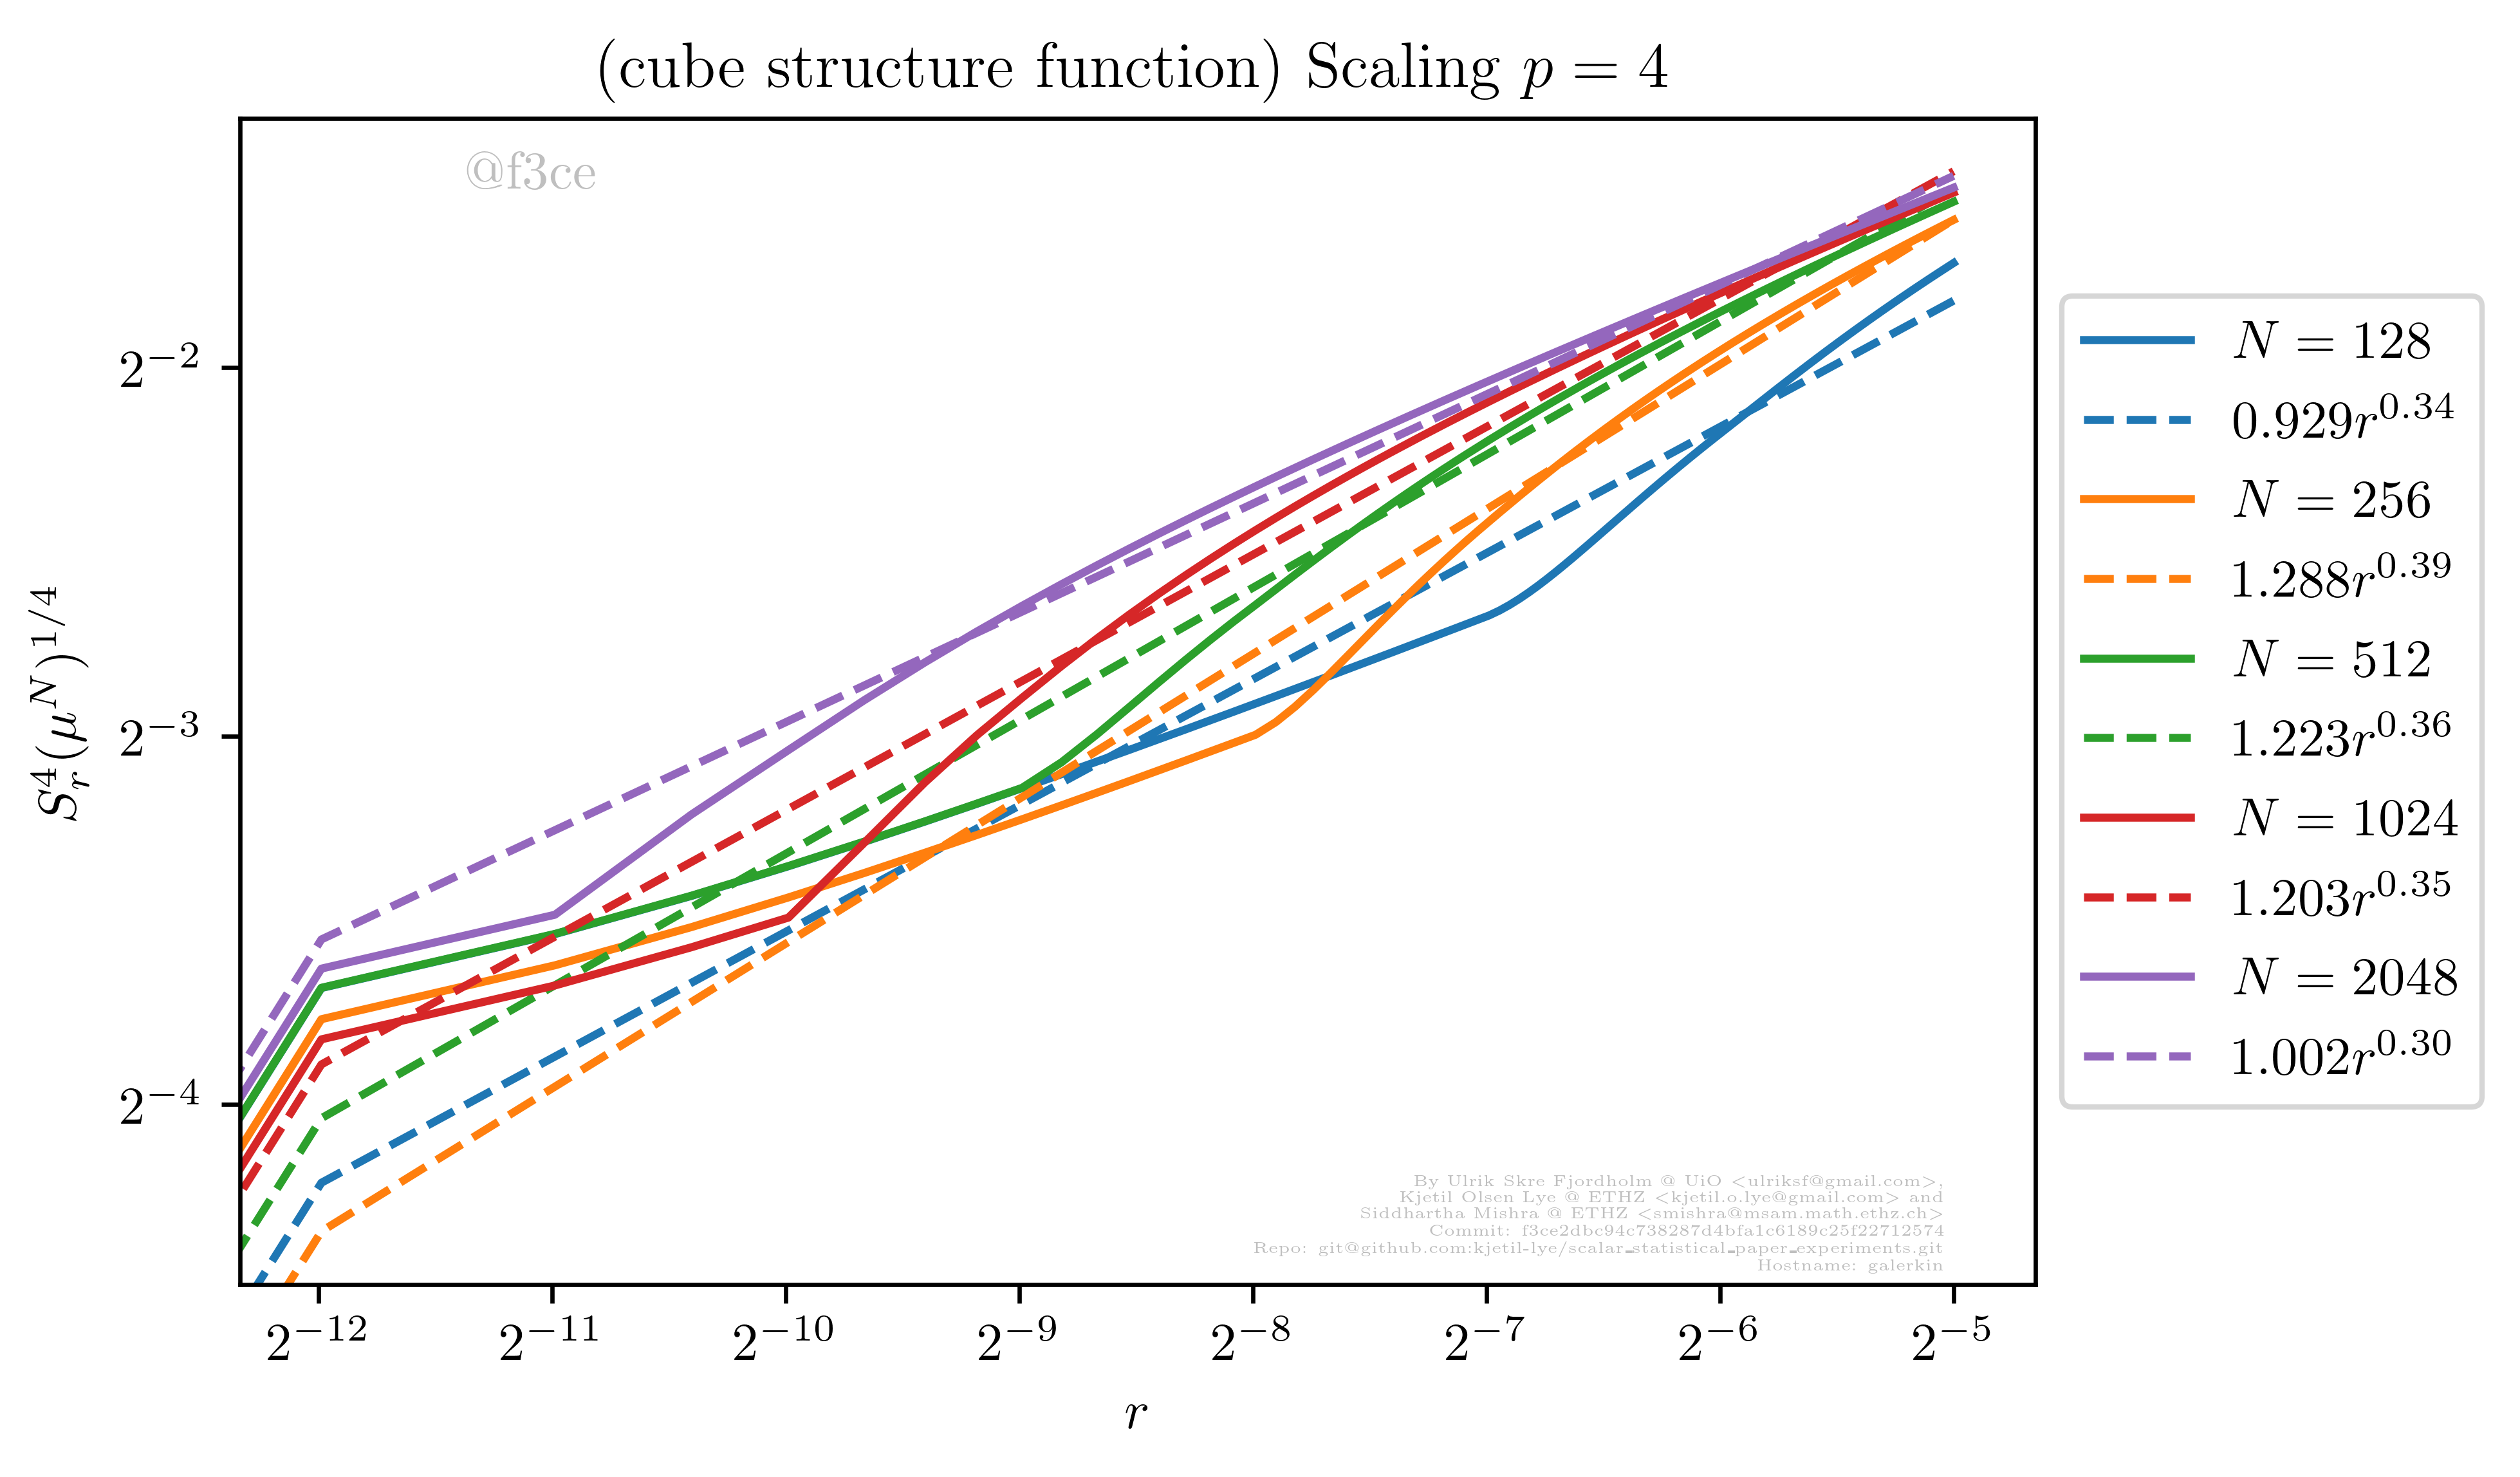 (cube structure function) Scaling p = 4
@f3ce
2^{-2}
2^{-3}
2^{-4}
S_r^4(μ^N)^{1/4}
By Ulrik Skre Fjordholm @ UiO <ulriksf@gmail.com>,
Kjetil Olsen Lye @ ETHZ <kjetil.o.lye@gmail.com> and
Siddhartha Mishra @ ETHZ <smishra@msam.math.ethz.ch>
Commit: f3ce2dbc94c738287d4bfa1c6189c25f22712574
Repo: git@github.com:kjetil-lye/scalar_statistical_paper_experiments.git
Hostname: galerkin
2^{-12} 2^{-11} 2^{-10} 2^{-9} 2^{-8} 2^{-7} 2^{-6} 2^{-5}
r
N = 128
0.929r^{0.34}
N = 256
1.288r^{0.39}
N = 512
1.223r^{0.36}
N = 1024
1.203r^{0.35}
N = 2048
1.002r^{0.30}